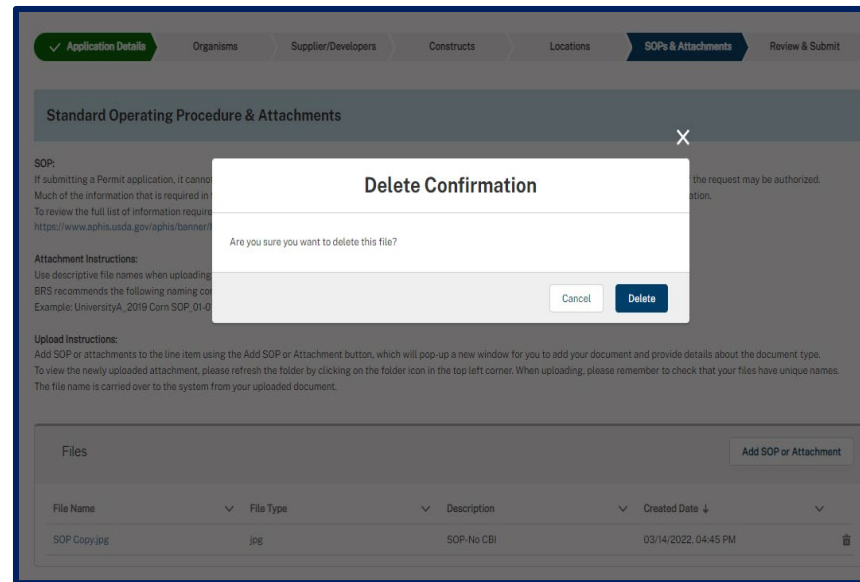 Application Details
Organisms
Supplier/Developers
Constructs
Locations
SOPs & Attachments
Review & Submit
Standard Operating Procedure & Attachments
SOP:
If submitting a Permit application, it canno
the request may be authorized.
Much of the information that is required in
ation.
To review the full list of information require
https://www.aphis.usda.gov/aphis/banner/
Attachment Instructions:
Use descriptive file names when uploading
BRS recommends the following naming co
Example: UniversityA_2019 Corn SOP_01-0
Delete Confirmation
Are you sure you want to delete this file?
Cancel
Delete
Upload Instructions:
Add SOP or attachments to the line item using the Add SOP or Attachment button, which will pop-up a new window for you to add your document and provide details about the document type.
To view the newly uploaded attachment, please refresh the folder by clicking on the folder icon in the top left corner. When uploading, please remember to check that your files have unique names.
The file name is carried over to the system from your uploaded document.
Files
Add SOP or Attachment
File Name
File Type
Description
Created Date ↓
SOP Copy.jpg
jpg
SOP-No CBI
03/14/2022, 04:45 PM